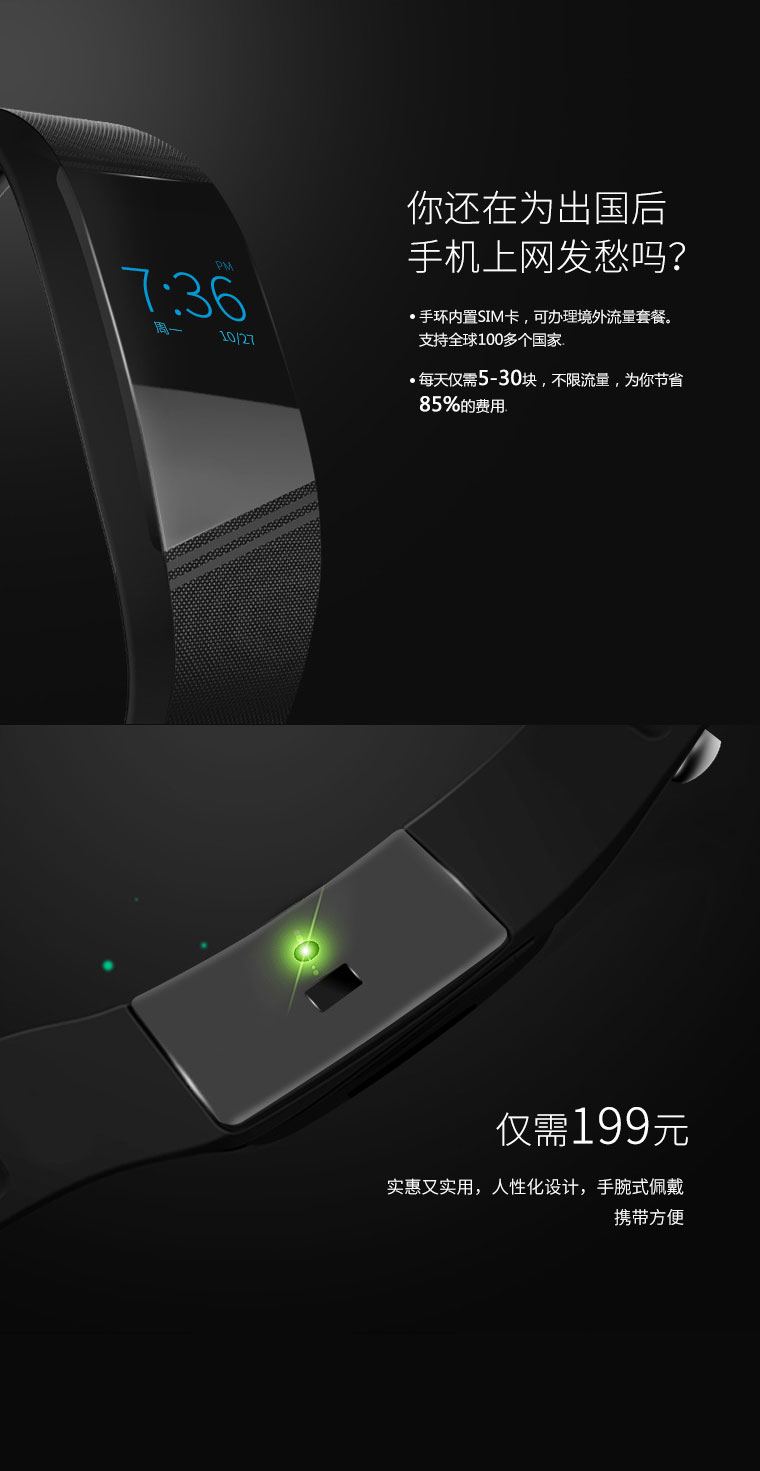 PM
7:36
周一
10/27
你还在为出国后
手机上网发愁吗?
•手环内置SIM卡，可办理境外流量套餐。
支持全球100多个国家.
•每天仅需5-30块，不限流量，为你节省
85%的费用.
仅需199元
实惠又实用，人性化设计，手腕式佩戴
携带方便